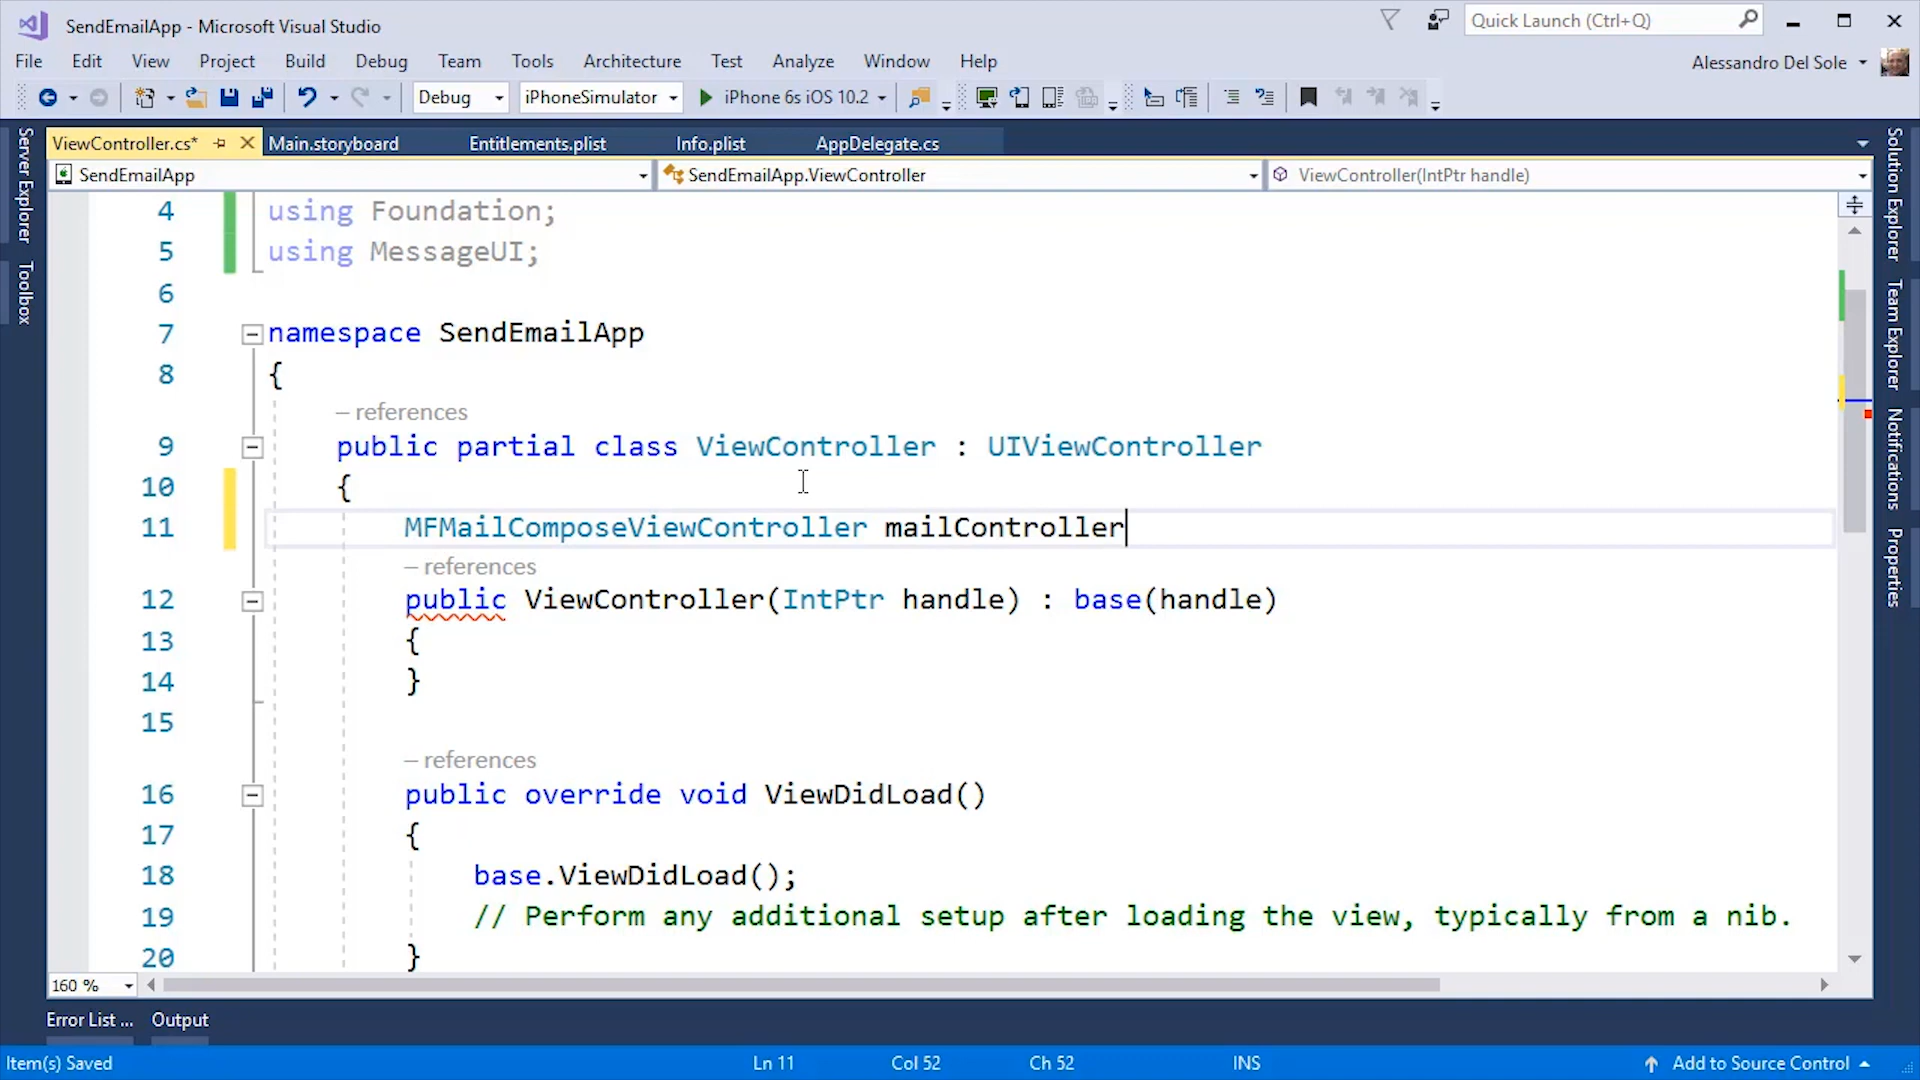 SendEmailApp - Microsoft Visual Studio
Quick Launch (Ctrl+Q)
File Edit View Project Build Debug Team Tools Architecture Test Analyze Window Help
Alessandro Del Sole
Debug iPhoneSimulator iPhone 6s iOS 10.2
ViewController.cs* Main.storyboard Entitlements.plist Info.plist AppDelegate.cs
SendEmailApp SendEmailApp.ViewController ViewController(IntPtr handle)
Server Explorer
Toolbox
4 using Foundation;
5 using MessageUI;
6
7 namespace SendEmailApp
8 {
– references
9 public partial class ViewController : UIViewController
10 {
11 MFMailComposeViewController mailController
– references
12 public ViewController(IntPtr handle) : base(handle)
13 {
14 }
15
– references
16 public override void ViewDidLoad()
17 {
18 base.ViewDidLoad();
19 // Perform any additional setup after loading the view, typically from a nib.
20 }
Solution Explorer
Team Explorer
Notifications
Properties
160 %
Error List ... Output
Item(s) Saved Ln 11 Col 52 Ch 52 INS Add to Source Control